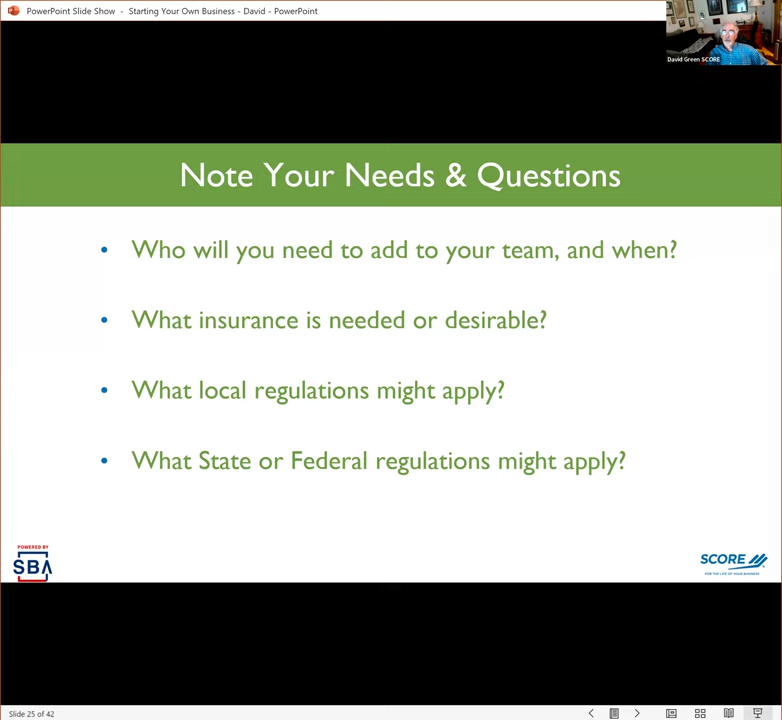 PowerPoint Slide Show - Starting Your Own Business - David - PowerPoint
David Green SCORE
Note Your Needs & Questions
• Who will you need to add to your team, and when?
• What insurance is needed or desirable?
• What local regulations might apply?
• What State or Federal regulations might apply?
POWERED BY
SBA
SCORE
FOR THE LIFE OF YOUR BUSINESS
Slide 25 of 42